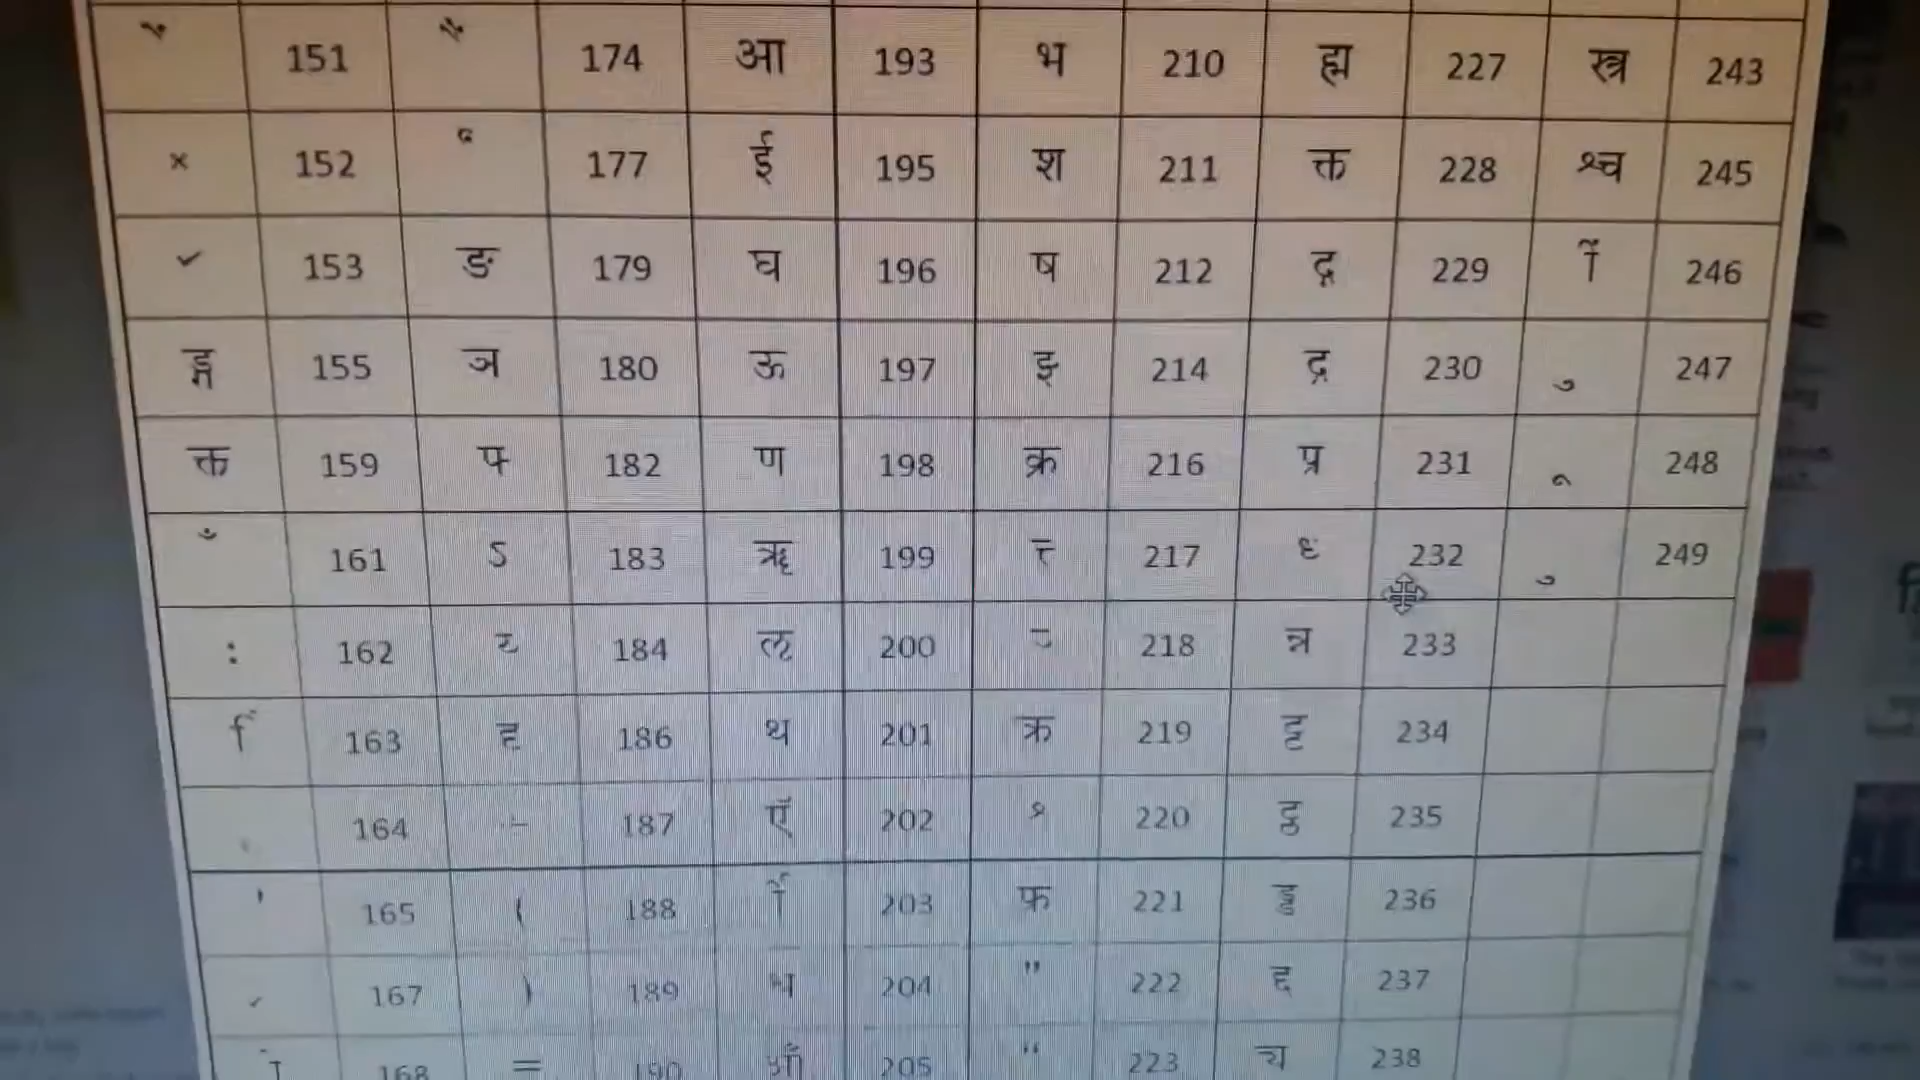 151 174 आ 193 भ 210 ह्म 227 स्त्र 243
× 152 177 ई 195 श 211 क्त 228 श्च 245
✓ 153 ङ 179 घ 196 ष 212 द्ग 229 246
ङ्ग 155 ञ 180 ऊ 197 इ 214 द्र 230 ु 247
क्त 159 फ 182 ण 198 क्र 216 प्र 231 248
ँ 161 ऽ 183 ॠ 199 217 232 249
: 162 184 ऌ 200 218 न्न 233
163 ह 186 थ 201 क्र 219 ट्ट 234
164 187 ऍ 202 220 ट्ठ 235
' 165 ( 188 203 फ 221 ड्ड 236
167 ) 189 204 " 222 द्द 237
168 = 190 205 " 223 च 238